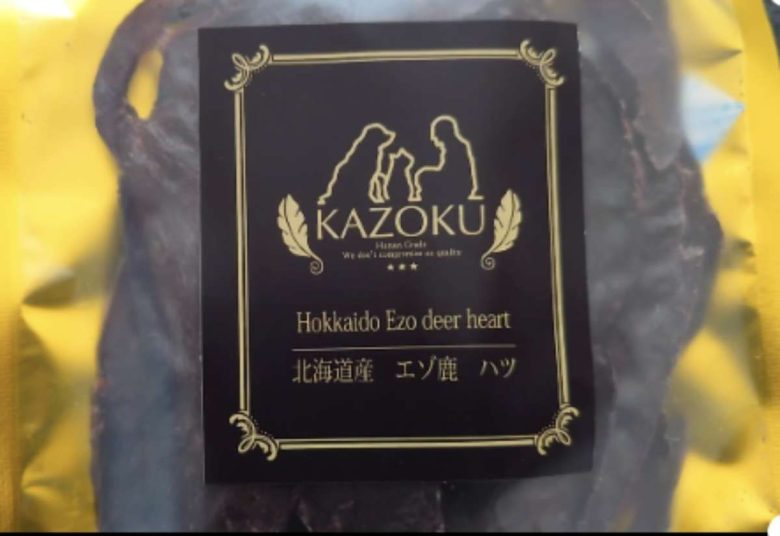 KAZOKU
Human Grade
We don't compromise on quality
★★★
Hokkaido Ezo deer heart
北海道産　エゾ鹿　ハツ